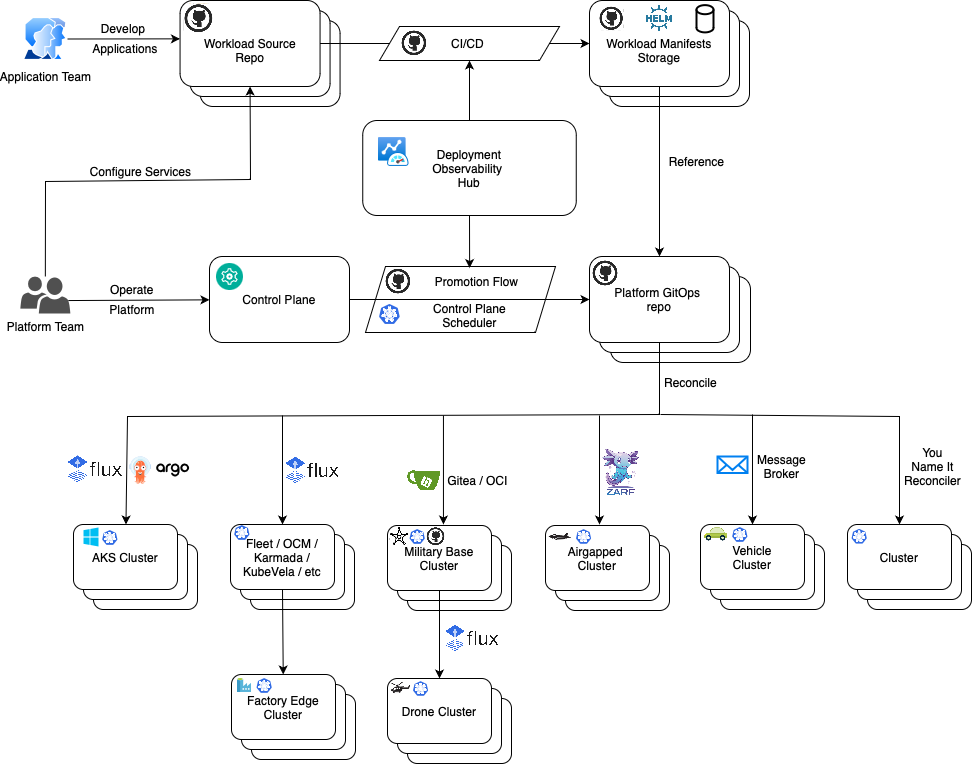 Develop
Applications
Application Team
Workload Source
Repo
CI/CD
HELM
Workload Manifests
Storage
Configure Services
Deployment
Observability
Hub
Reference
Operate
Platform
Platform Team
Control Plane
Promotion Flow
Control Plane
Scheduler
Platform GitOps
repo
Reconcile
flux
argo
flux
Gitea / OCI
ZARF
Message
Broker
You
Name It
Reconciler
AKS Cluster
Fleet / OCM /
Karmada /
KubeVela / etc
Military Base
Cluster
Airgapped
Cluster
Vehicle
Cluster
Cluster
flux
Factory Edge
Cluster
Drone Cluster